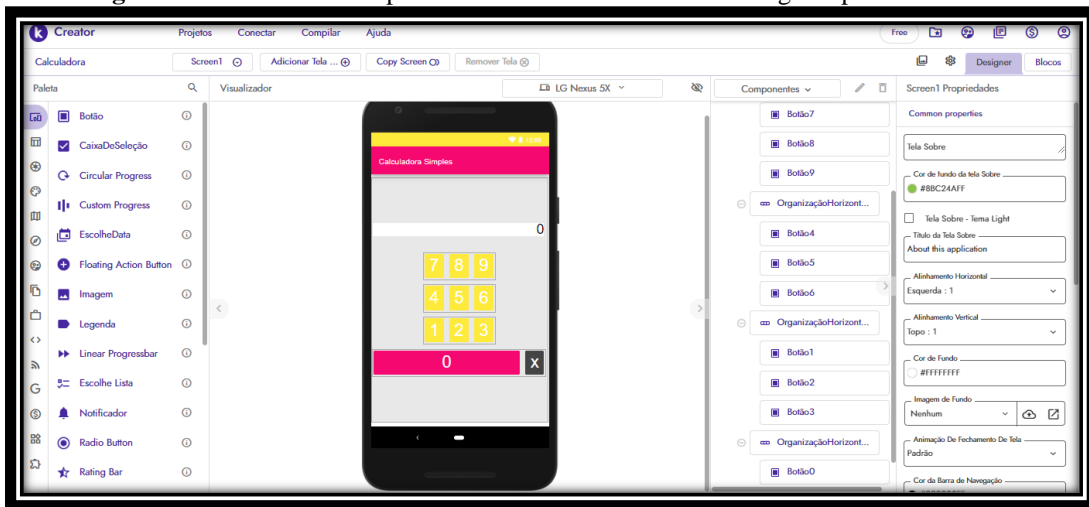 Creator Projetos Conectar Compilar Ajuda Free
Calculadora Screen1 Adicionar Tela ... Copy Screen Remover Tela Designer Blocos
Paleta Visualizador LG Nexus 5X Componentes Screen1 Propriedades
Botão
CaixaDeSeleção
Circular Progress
Custom Progress
EscolheData
Floating Action Button
Imagem
Legenda
Linear Progressbar
Escolhe Lista
Notificador
Radio Button
Rating Bar
Calculadora Simples
0
7 8 9
4 5 6
1 2 3
0 X
Botão7
Botão8
Botão9
OrganizaçãoHorizont...
Botão4
Botão5
Botão6
OrganizaçãoHorizont...
Botão1
Botão2
Botão3
OrganizaçãoHorizont...
Botão0
Common properties
Tela Sobre
Cor de fundo da tela Sobre
#8BC24AFF
Tela Sobre - Tema Light
Título da Tela Sobre
About this application
Alinhamento Horizontal
Esquerda : 1
Alinhamento Vertical
Topo : 1
Cor de Fundo
#FFFFFFFF
Imagem de Fundo
Nenhum
Animação De Fechamento De Tela
Padrão
Cor da Barra de Navegação